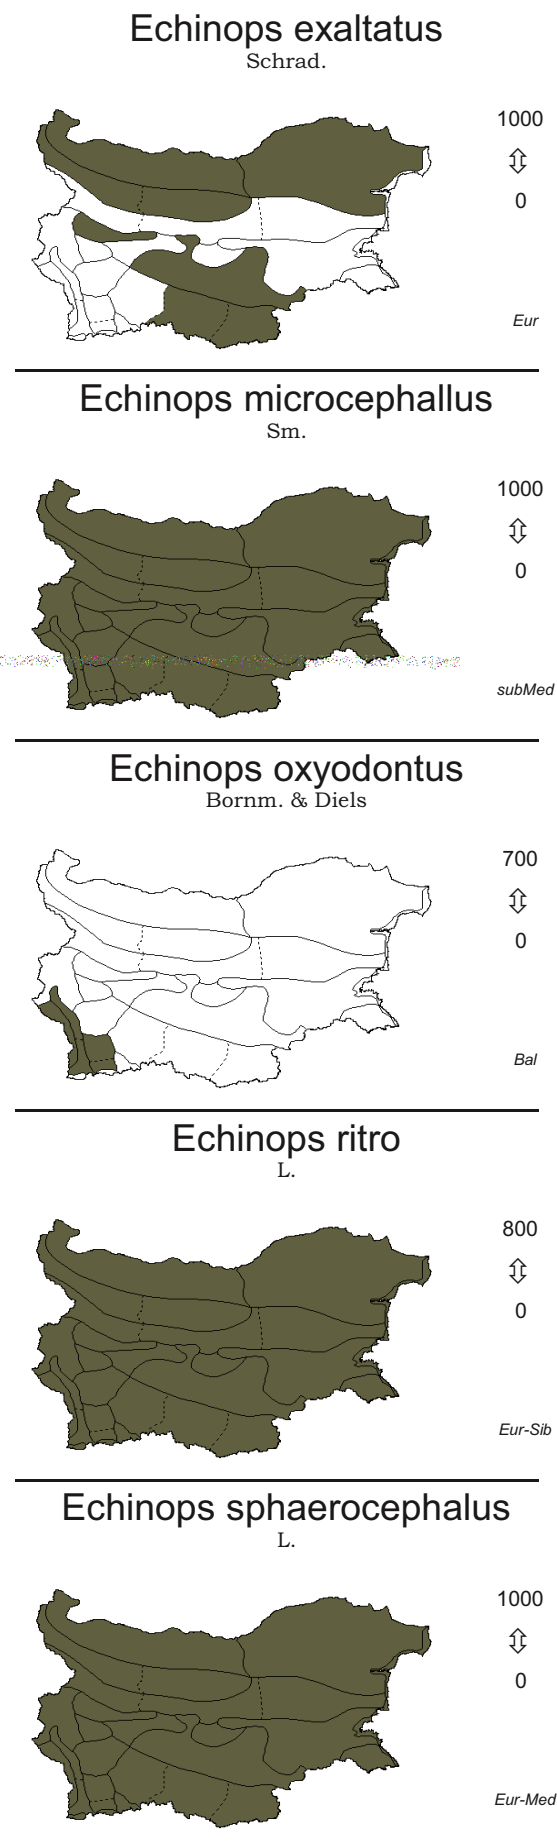 Echinops exaltatus
Schrad.
1000
0
Eur
Echinops microcephallus
Sm.
1000
0
subMed
Echinops oxyodontus
Bornm. & Diels
700
0
Bal
Echinops ritro
L.
800
0
Eur-Sib
Echinops sphaerocephalus
L.
1000
0
Eur-Med